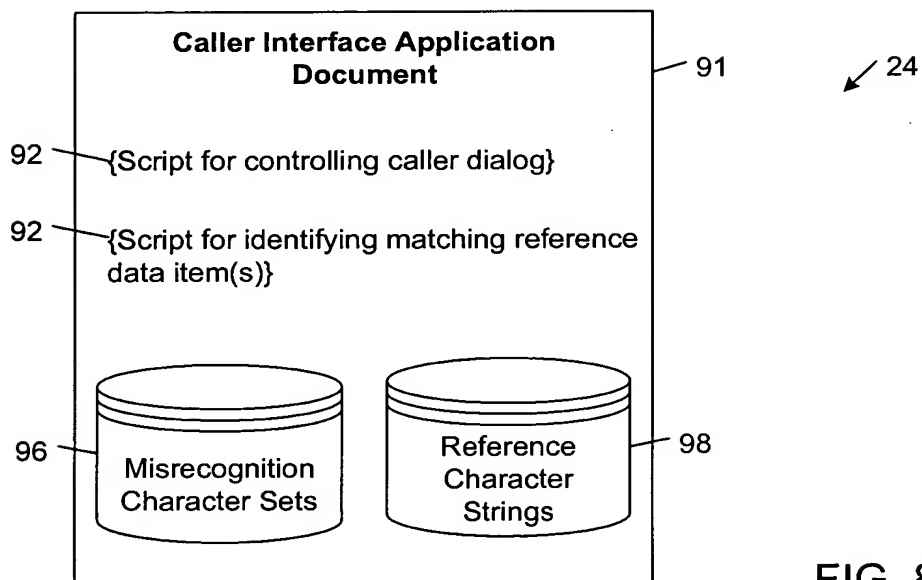 Caller Interface Application
Document
91
24
92
{Script for controlling caller dialog}
92
{Script for identifying matching reference
data item(s)}
96
Misrecognition
Character Sets
Reference
Character
Strings
98
FIG.